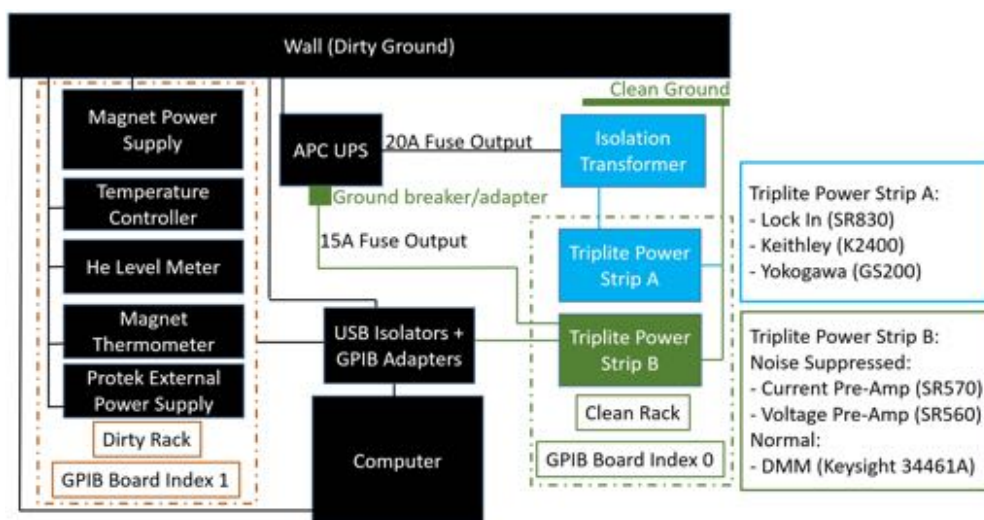 Wall (Dirty Ground)
Clean Ground
Magnet Power
Supply
APC UPS
20A Fuse Output
Isolation
Transformer
Temperature
Controller
Ground breaker/adapter
15A Fuse Output
He Level Meter
Triplite Power
Strip A
Magnet
Thermometer
USB Isolators +
GPIB Adapters
Triplite Power
Strip B
Protek External
Power Supply
Dirty Rack
GPIB Board Index 1
Computer
Clean Rack
GPIB Board Index 0
Triplite Power Strip A:
- Lock In (SR830)
- Keithley (K2400)
- Yokogawa (GS200)
Triplite Power Strip B:
Noise Suppressed:
- Current Pre-Amp (SR570)
- Voltage Pre-Amp (SR560)
Normal:
- DMM (Keysight 34461A)